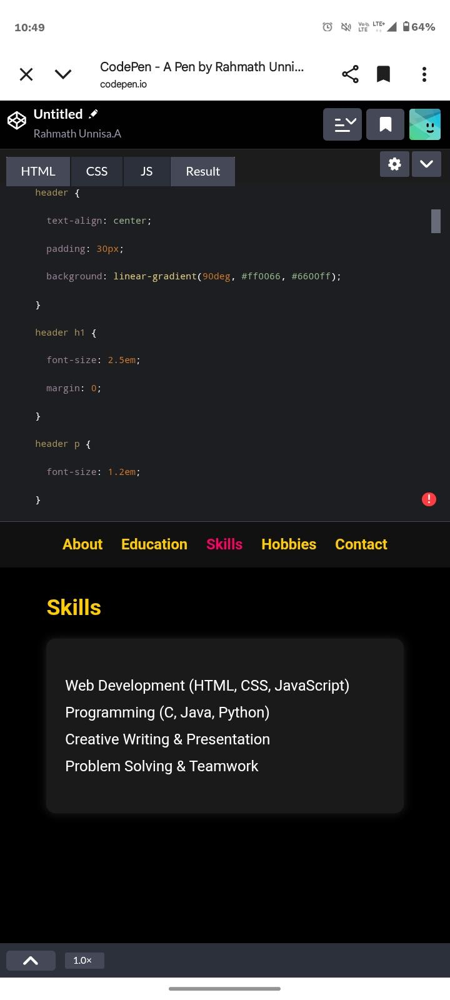 10:49
Vo LTE LTE+ 64%
CodePen - A Pen by Rahmath Unni...
codepen.io
Untitled
Rahmath Unnisa.A
HTML CSS JS Result
header {
text-align: center;
padding: 30px;
background: linear-gradient(90deg, #ff0066, #6600ff);
}
header h1 {
font-size: 2.5em;
margin: 0;
}
header p {
font-size: 1.2em;
}
!
About Education Skills Hobbies Contact
Skills
Web Development (HTML, CSS, JavaScript)
Programming (C, Java, Python)
Creative Writing & Presentation
Problem Solving & Teamwork
1.0×